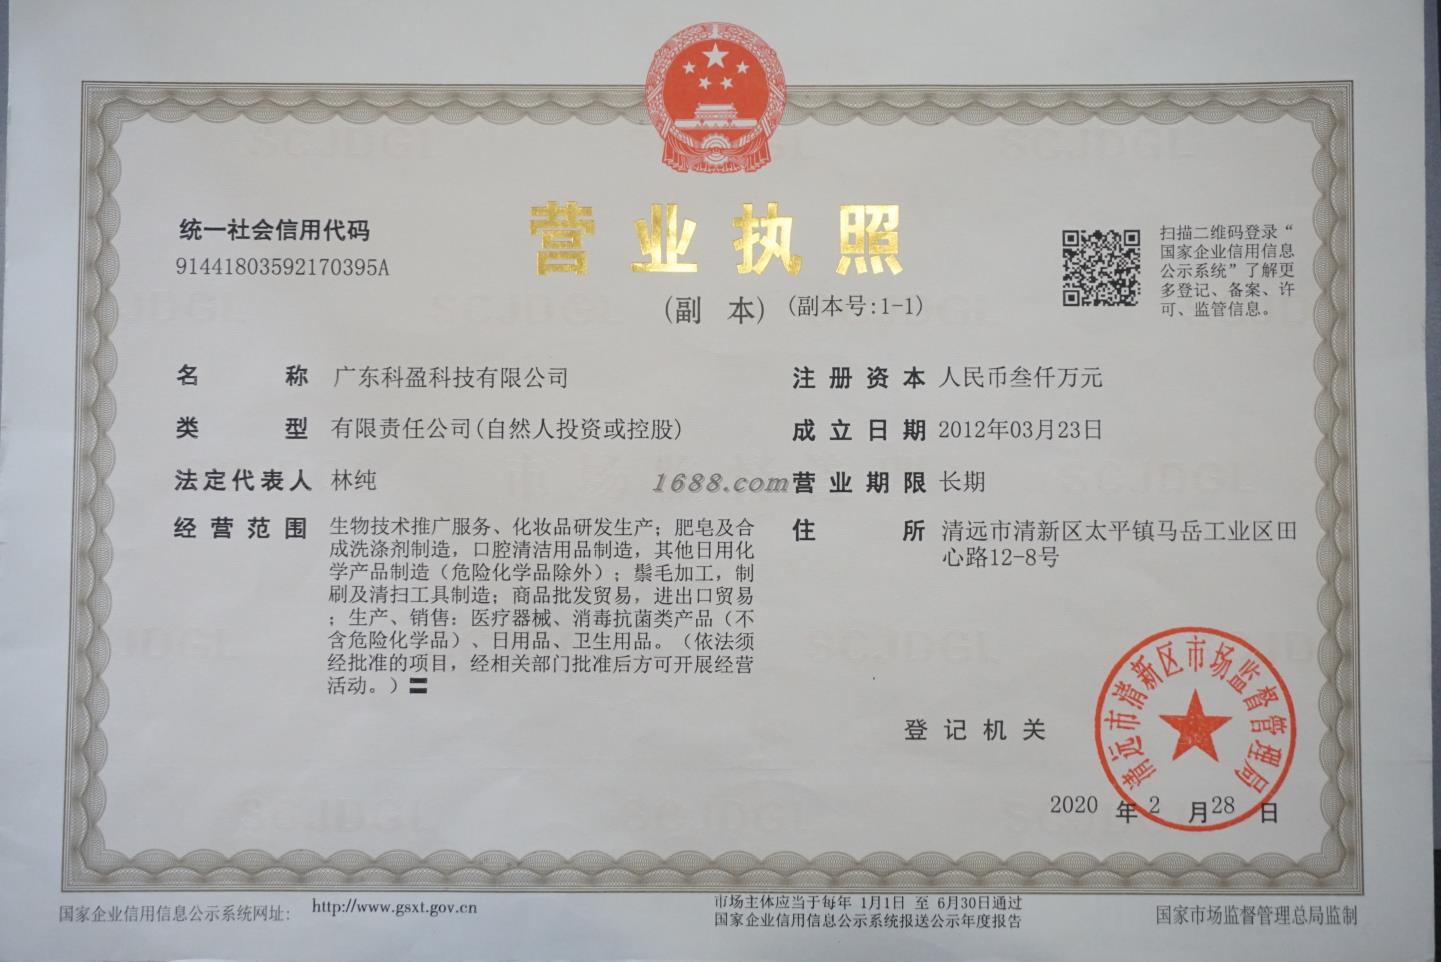 营业执照
(副 本) (副本号:1-1)
统一社会信用代码
91441803592170395A
扫描二维码登录“
国家企业信用信息
公示系统”了解更
多登记、备案、许
可、监管信息。
名 称 广东科盈科技有限公司
类 型 有限责任公司(自然人投资或控股)
法定代表人 林纯
经营范围 生物技术推广服务、化妆品研发生产；肥皂及合
成洗涤剂制造，口腔清洁用品制造，其他日用化
学产品制造（危险化学品除外）；鬃毛加工，制
刷及清扫工具制造；商品批发贸易，进出口贸易
；生产、销售：医疗器械、消毒抗菌类产品（不
含危险化学品）、日用品、卫生用品。（依法须
经批准的项目，经相关部门批准后方可开展经营
活动。）〓
1688.com
注册资本 人民币叁仟万元
成立日期 2012年03月23日
营业期限 长期
住 所 清远市清新区太平镇马岳工业区田
心路12-8号
登记机关
清远市清新区市场监督管理局
2020 年 2 月 28 日
国家企业信用信息公示系统网址: http://www.gsxt.gov.cn
市场主体应当于每年 1月1日 至 6月30日通过
国家企业信用信息公示系统报送公示年度报告
国家市场监督管理总局监制
SCJDGL